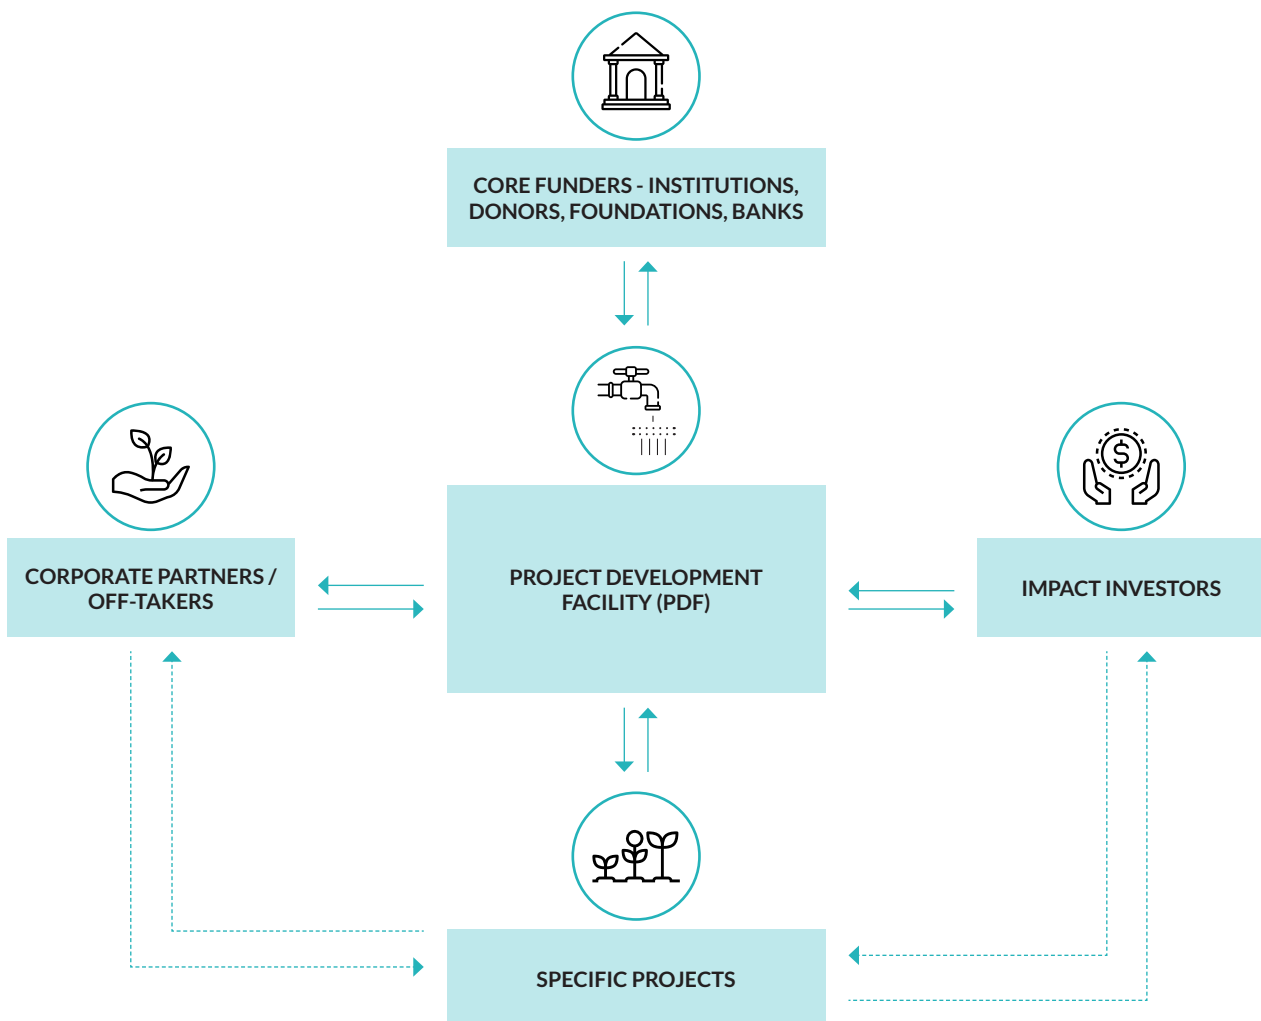 CORE FUNDERS - INSTITUTIONS,
DONORS, FOUNDATIONS, BANKS
CORPORATE PARTNERS /
OFF-TAKERS
PROJECT DEVELOPMENT
FACILITY (PDF)
IMPACT INVESTORS
SPECIFIC PROJECTS